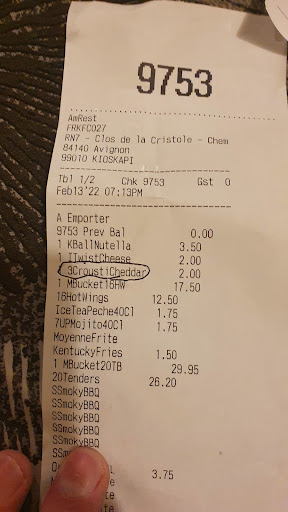 9753
AmRest
FRKFC027
RN7 - Clos de la Cristole - Chem
84140 Avignon
99010 KIOSKAPI
Tbl 1/2 Chk 9753 Gst 0
Feb13'22 07:13PM
A Emporter
9753 Prev Bal 0.00
1 KBallNutella 3.50
1 ITwistCheese 2.00
3CroustiCheddar 2.00
1 MBucket16HW 17.50
16HotWings 12.50
IceTeaPeche40Cl 1.75
7UPMojito40Cl 1.75
MoyenneFrite
KentuckyFries 1.50
1 MBucket20TB 29.95
20Tenders 26.20
SSmokyBBQ
SSmokyBBQ
SSmokyBBQ
SSmokyBBQ
SSmokyBBQ
3.75